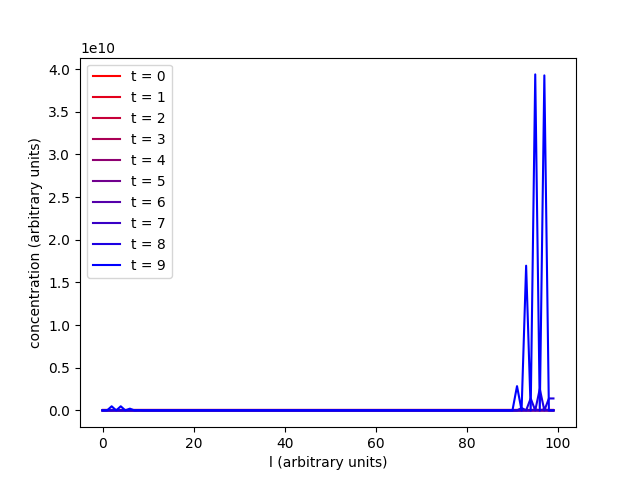 1e10
4.0
3.5
3.0
2.5
2.0
1.5
1.0
0.5
0.0
concentration (arbitrary units)
t = 0
t = 1
t = 2
t = 3
t = 4
t = 5
t = 6
t = 7
t = 8
t = 9
0 20 40 60 80 100
l (arbitrary units)